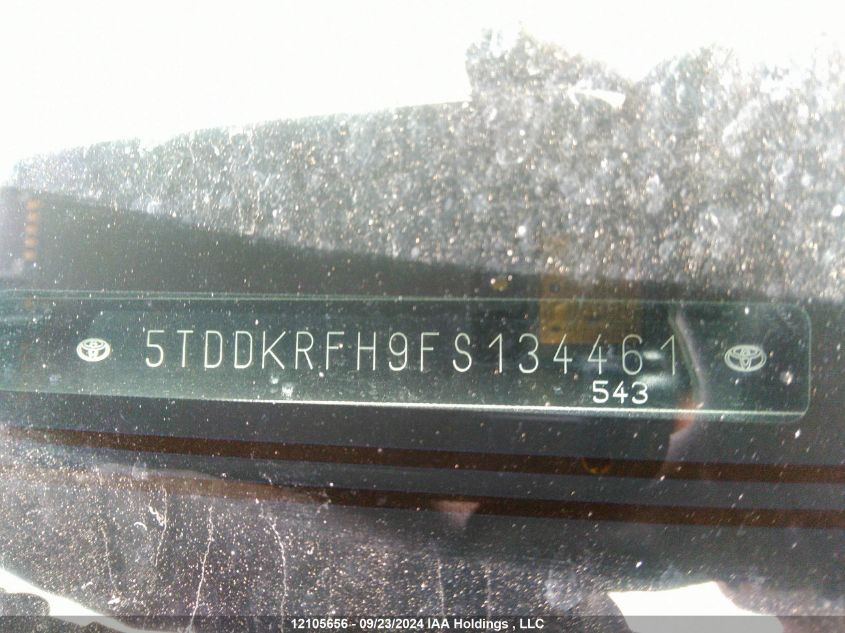 5TDDKRFH9FS134461
543
12105656 - 09/23/2024 IAA Holdings , LLC